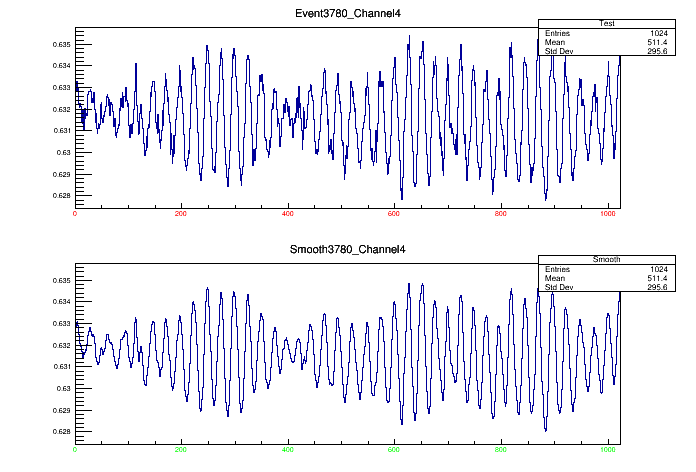 Event3780_Channel4
Test
Entries 1024
Mean 511.4
Std Dev 295.6
0.635
0.634
0.633
0.632
0.631
0.63
0.629
0.628
0 200 400 600 800 1000
Smooth3780_Channel4
Smooth
Entries 1024
Mean 511.4
Std Dev 295.6
0.635
0.634
0.633
0.632
0.631
0.63
0.629
0.628
0 200 400 600 800 1000